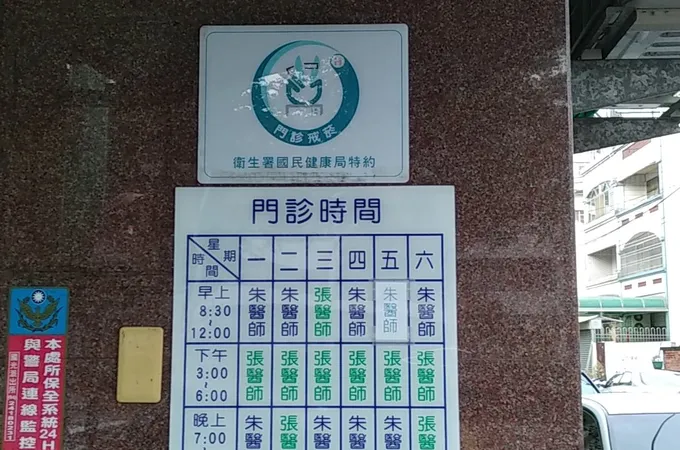 門診戒菸
衛生署國民健康局特約
門診時間
星期
時間
一 二 三 四 五 六
早上 8:30~12:00 朱醫師 朱醫師 張醫師 朱醫師 朱醫師 朱醫師
下午 3:00~6:00 張醫師 張醫師 張醫師 張醫師 張醫師 張醫師
晚上 7:00 朱醫 張醫 朱醫 朱醫 朱醫 張醫
本處所保全系統24H
與警局連線監控